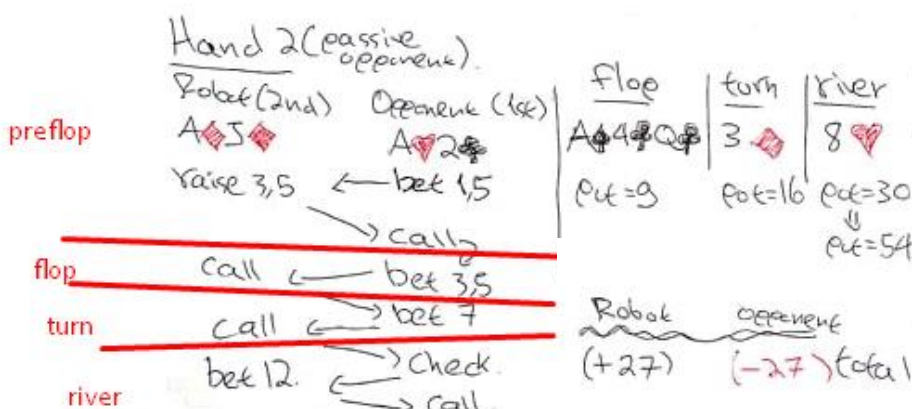 Hand 2 (passive
opponent).
Robot (2nd) Opponent (1st)
preflop
A♦J♦ A♥2♣
raise 3,5 ← bet 1,5
→ call
flop
call ← bet 3,5
turn
call ← bet 7
bet 12. → Check.
river
→ call
flop turn river
A♠4♣Q♣ 3♦ 8♥
pot=9 pot=16 pot=30
⇓
pot=54
Robot opponent
(+27) (-27) total